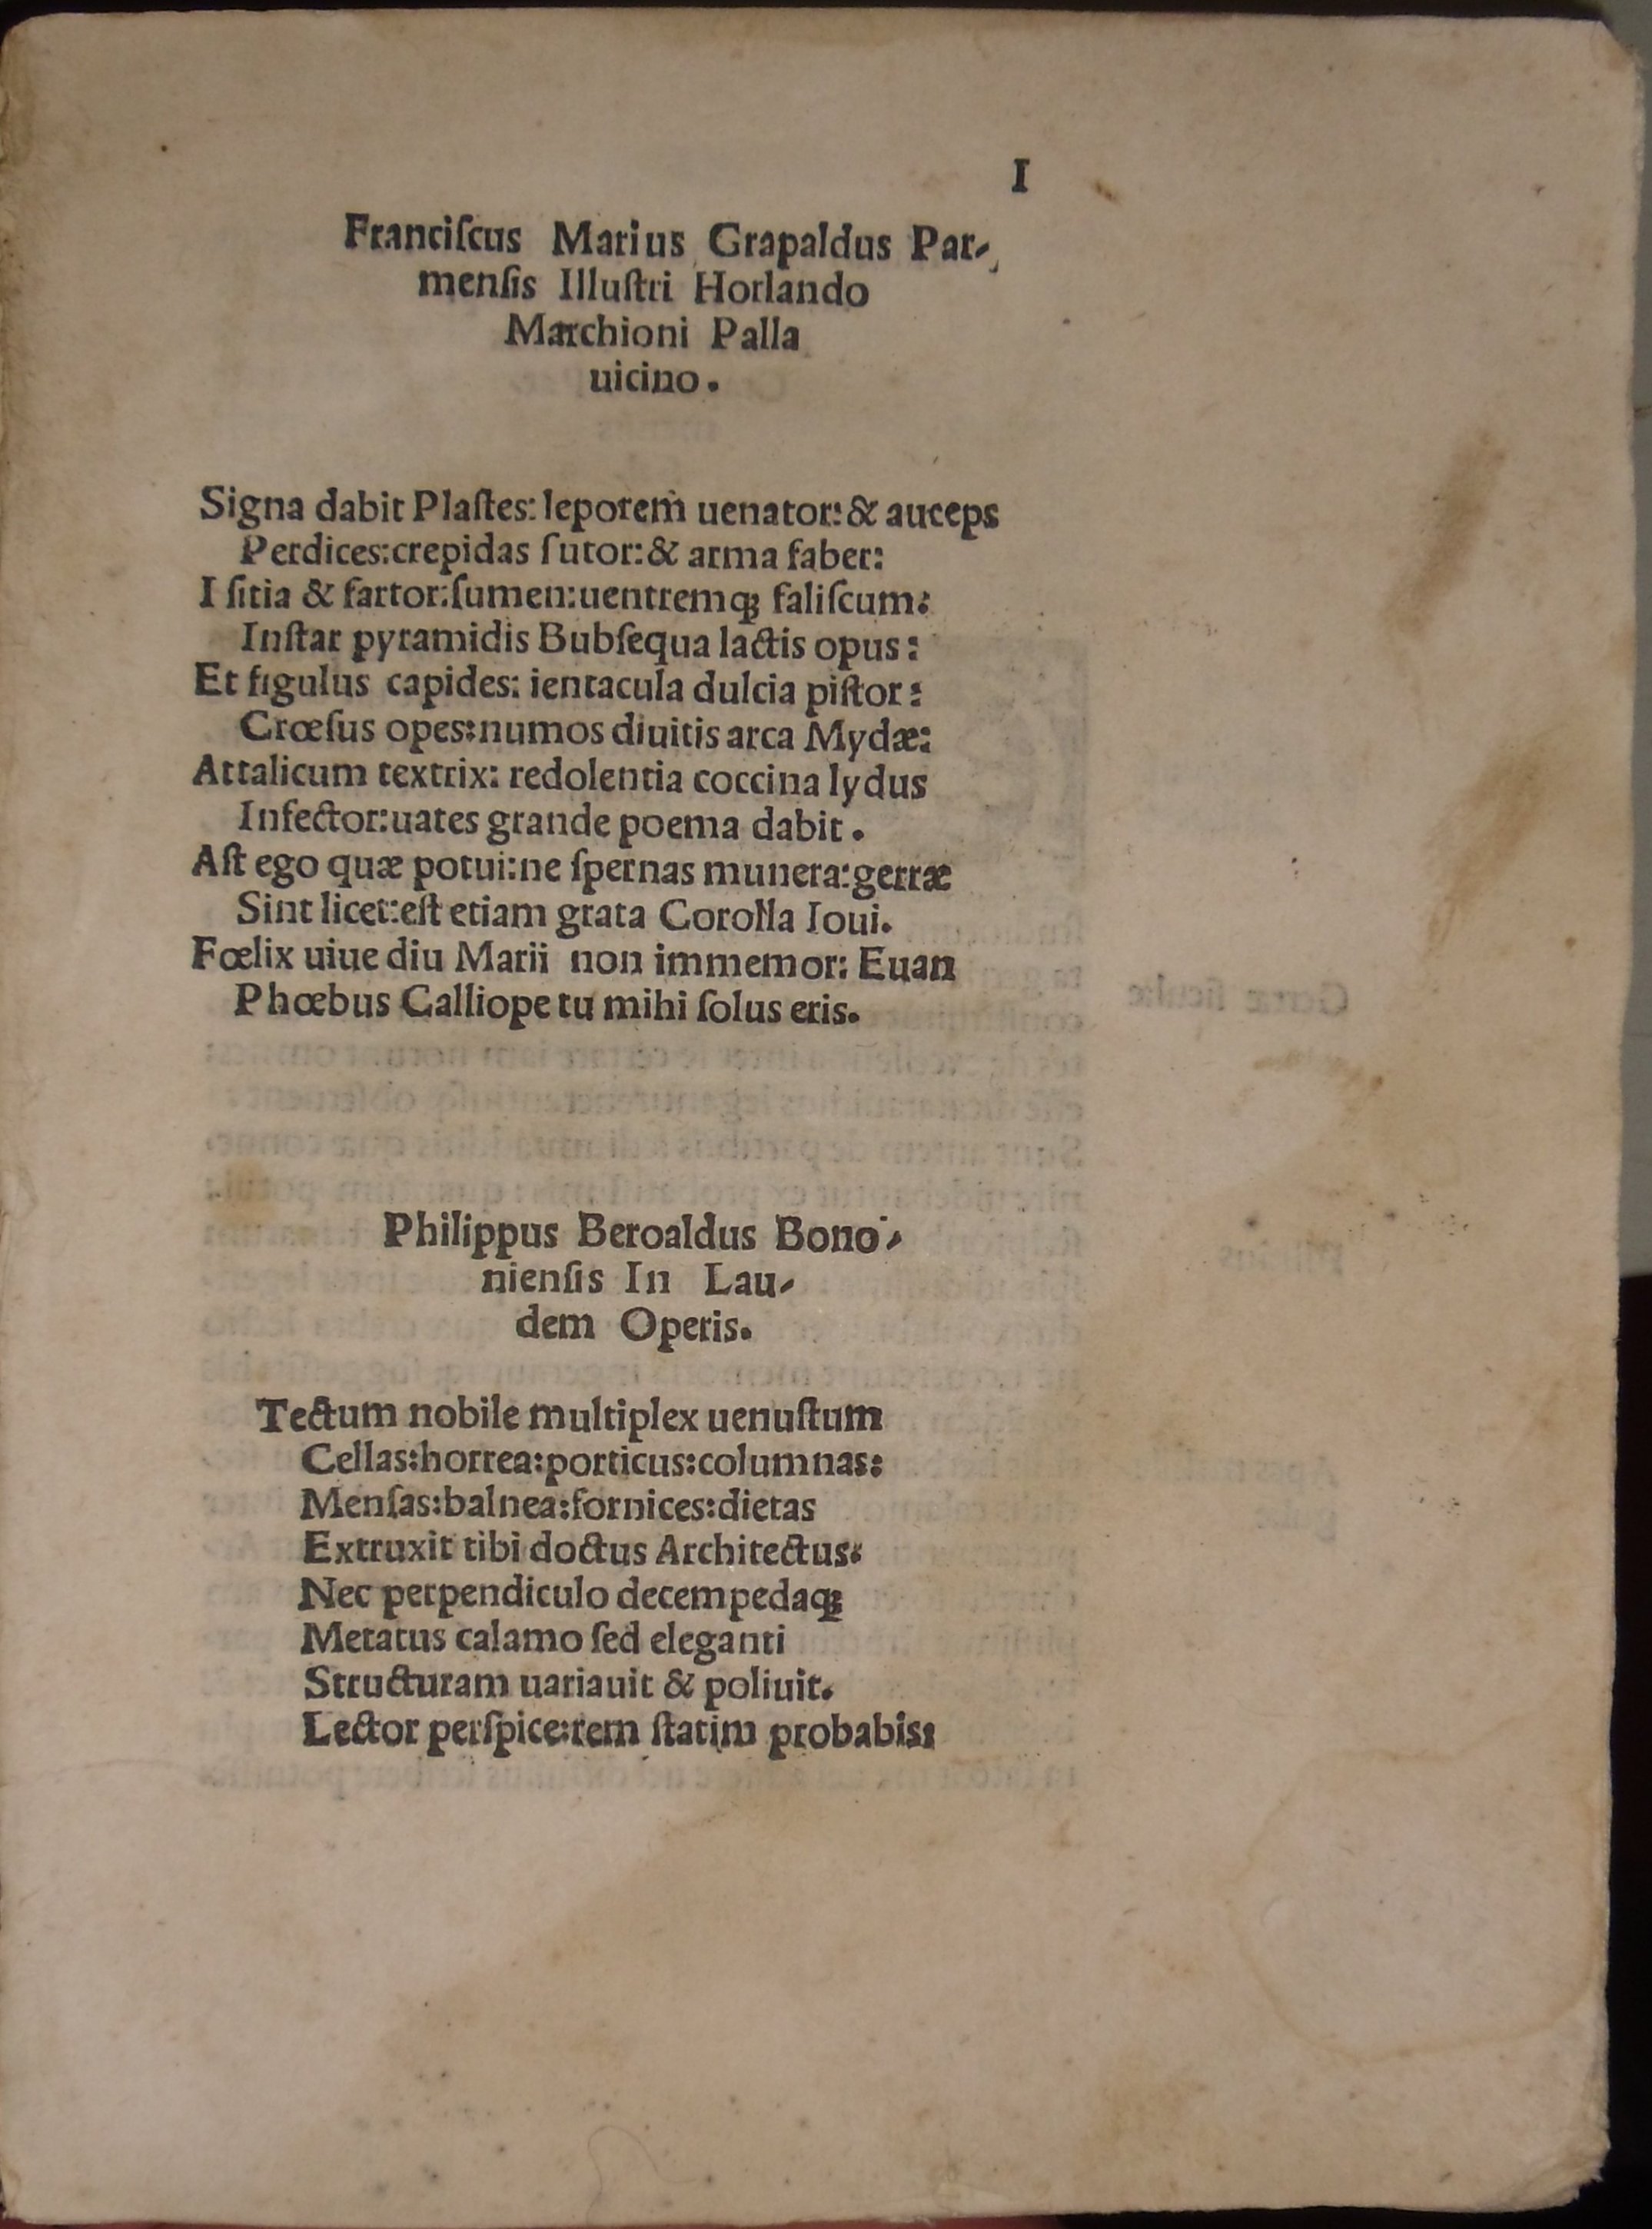 I
Franciſcus Marius Grapaldus Par-
menſis Illuſtri Horlando
Marchioni Palla
uicino.
Signa dabit Plaſtes: leporem uenator: & auceps
Perdices: crepidas ſutor: & arma faber:
I ſitia & fartor: ſumen: uentremqꝫ faliſcum:
Inſtar pyramidis Bubſequa lactis opus:
Et figulus capides: ientacula dulcia piſtor:
Crœſus opes: numos diuitis arca Mydæ:
Attalicum textrix: redolentia coccina lydus
Infector: uates grande poema dabit.
Aſt ego quæ potui: ne ſpernas munera: gerræ
Sint licet: eſt etiam grata Corolla Ioui.
Fœlix uiue diu Marii non immemor: Euan
Phœbus Calliope tu mihi ſolus eris.
Philippus Beroaldus Bono-
nienſis In Lau-
dem Operis.
Tectum nobile multiplex uenuſtum
Cellas: horrea: porticus: columnas:
Menſas: balnea: fornices: dietas
Extruxit tibi doctus Architectus:
Nec perpendiculo decempedaqꝫ
Metatus calamo ſed eleganti
Structuram uariauit & poliuit.
Lector perſpice: rem ſtatim probabis: